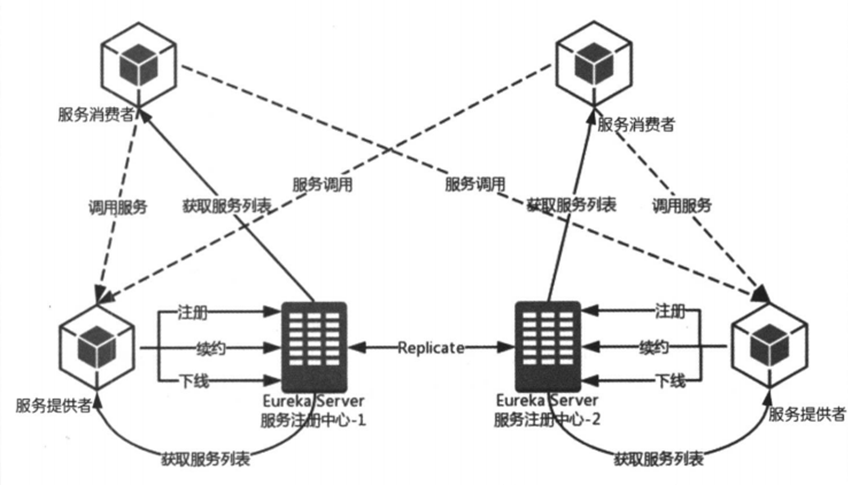 服务消费者
服务消费者
服务调用
服务调用
调用服务
获取服务列表
获取服务列表
调用服务
注册
注册
续约
Replicate
续约
下线
下线
服务提供者
Eureka Server
服务注册中心-1
Eureka Server
服务注册中心-2
服务提供者
获取服务列表
获取服务列表